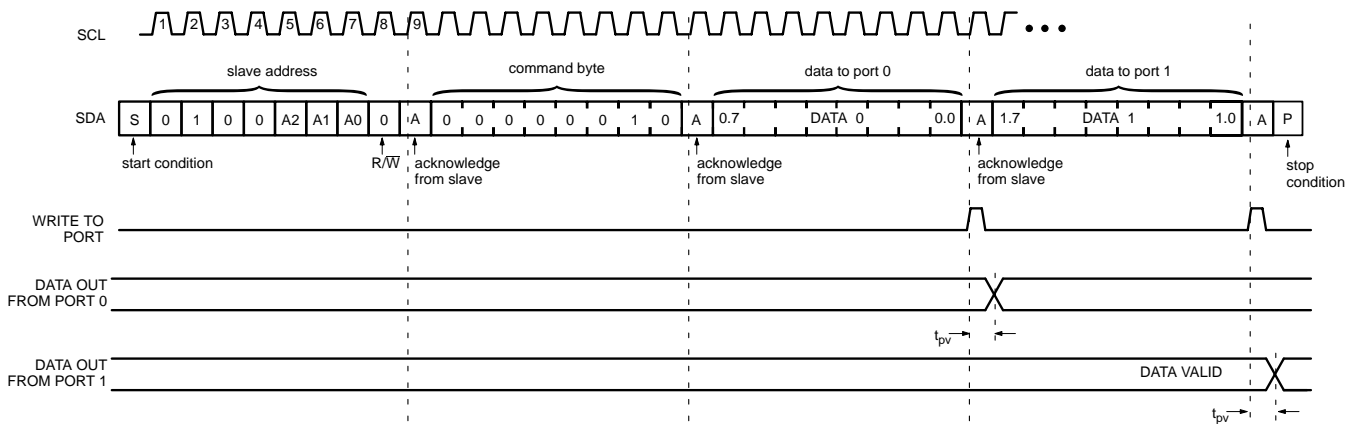 SCL 1 2 3 4 5 6 7 8 9
slave address command byte data to port 0 data to port 1
SDA S 0 1 0 0 A2 A1 A0 0 A 0 0 0 0 0 0 1 0 A 0.7 DATA 0 0.0 A 1.7 DATA 1 1.0 A P
start condition R/W̅ acknowledge from slave acknowledge from slave acknowledge from slave stop condition
WRITE TO
PORT
DATA OUT
FROM PORT 0
tpv
DATA OUT
FROM PORT 1
DATA VALID
tpv